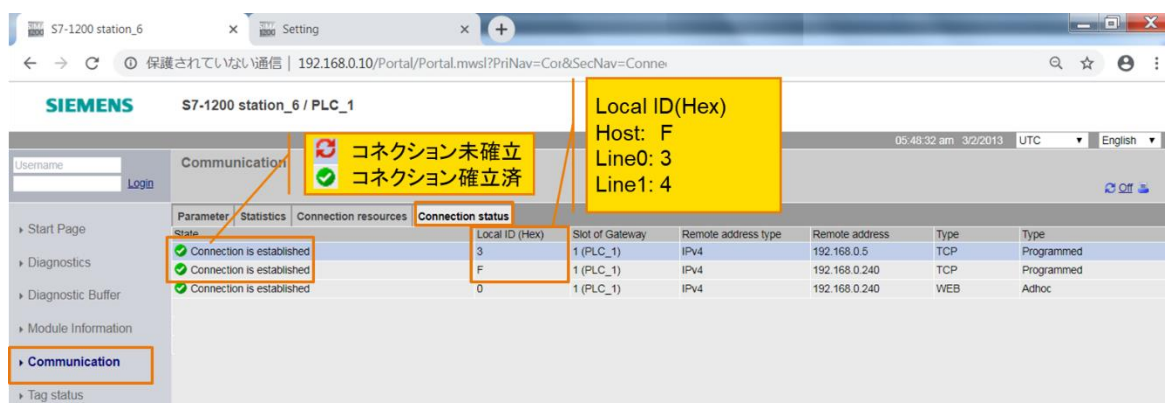 S7-1200 station_6
Setting
保護されていない通信 | 192.168.0.10/Portal/Portal.mwsl?PriNav=Cor&SecNav=Conne
SIEMENS
S7-1200 station_6 / PLC_1
Local ID(Hex)
Host: F
Line0: 3
Line1: 4
コネクション未確立
コネクション確立済
05:48:32 am 3/2/2013 UTC English
Username
Login
Communication
Off
Parameter Statistics Connection resources Connection status
State Local ID (Hex) Slot of Gateway Remote address type Remote address Type Type
Connection is established 3 1 (PLC_1) IPv4 192.168.0.5 TCP Programmed
Connection is established F 1 (PLC_1) IPv4 192.168.0.240 TCP Programmed
Connection is established 0 1 (PLC_1) IPv4 192.168.0.240 WEB Adhoc
Start Page
Diagnostics
Diagnostic Buffer
Module Information
Communication
Tag status